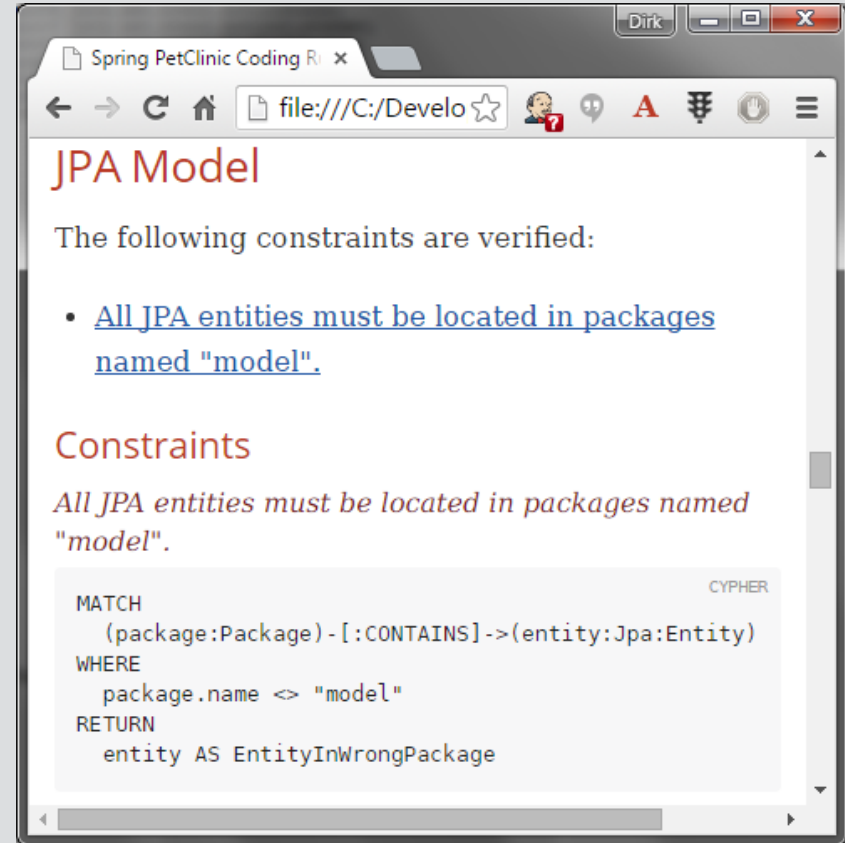 Dirk
Spring PetClinic Coding R
file:///C:/Develo
A
?
JPA Model
The following constraints are verified:
• All JPA entities must be located in packages
named "model".
Constraints
All JPA entities must be located in packages named
"model".
CYPHER
MATCH
(package:Package)-[:CONTAINS]->(entity:Jpa:Entity)
WHERE
package.name <> "model"
RETURN
entity AS EntityInWrongPackage